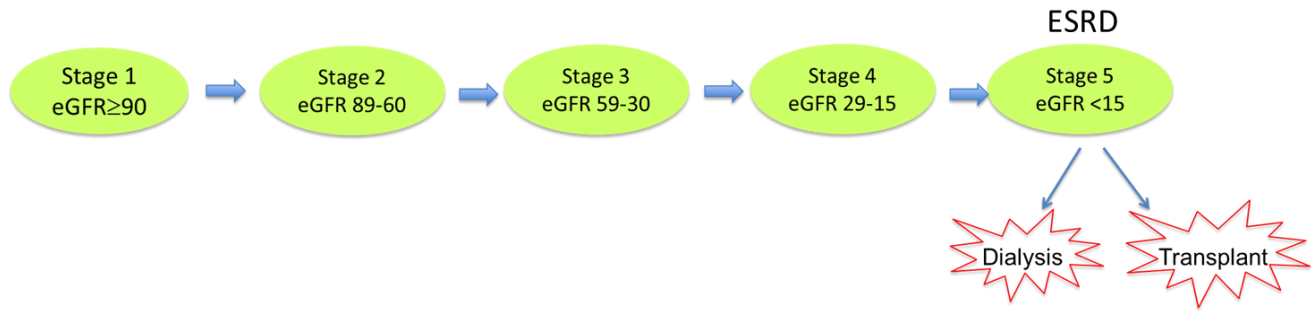 ESRD
Stage 1
eGFR≥90
Stage 2
eGFR 89-60
Stage 3
eGFR 59-30
Stage 4
eGFR 29-15
Stage 5
eGFR <15
Dialysis
Transplant